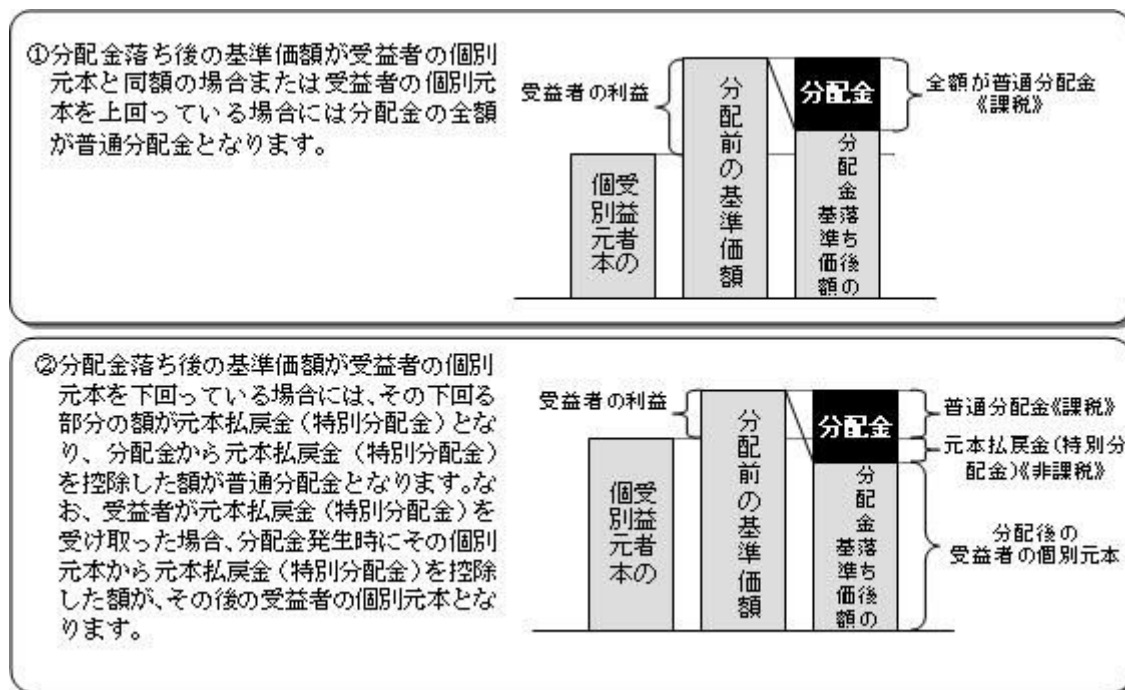 ①分配金落ち後の基準価額が受益者の個別
元本と同額の場合または受益者の個別元
本を上回っている場合には分配金の全額
が普通分配金となります。
受益者の利益
受益者の
個別元本
分配前の基準価額
分配金
分配金落ち後の
基準価額
全額が普通分配金
《課税》
②分配金落ち後の基準価額が受益者の個別
元本を下回っている場合には、その下回る
部分の額が元本払戻金（特別分配金）とな
り、分配金から元本払戻金（特別分配金）
を控除した額が普通分配金となります。な
お、受益者が元本払戻金（特別分配金）を
受け取った場合、分配金発生時にその個別
元本から元本払戻金（特別分配金）を控除
した額が、その後の受益者の個別元本とな
ります。
受益者の利益
受益者の
個別元本
分配前の基準価額
分配金
分配金落ち後の
基準価額
普通分配金《課税》
元本払戻金（特別分
配金）《非課税》
分配後の
受益者の個別元本